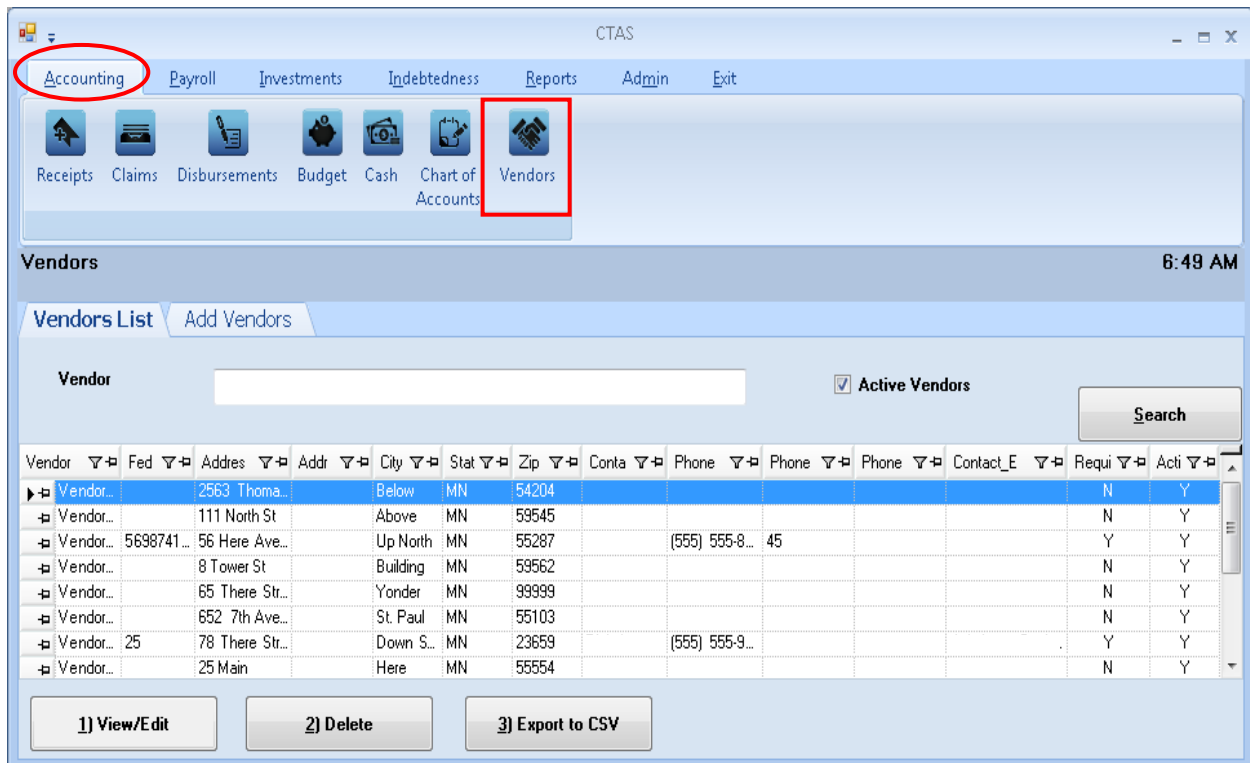 CTAS
Accounting Payroll Investments Indebtedness Reports Admin Exit
Receipts Claims Disbursements Budget Cash Chart of Accounts Vendors
Vendors 6:49 AM
Vendors List Add Vendors
Vendor Active Vendors
Search
Vendor Fed Addres Addr City Stat Zip Conta Phone Phone Phone Contact_E Requi Acti
Vendor... 2563 Thoma... Below MN 54204 N Y
Vendor... 111 North St Above MN 59545 N Y
Vendor... 5698741... 56 Here Ave... Up North MN 55287 (555) 555-8... 45 Y Y
Vendor... 8 Tower St Building MN 59562 N Y
Vendor... 65 There Str... Yonder MN 99999 N Y
Vendor... 652 7th Ave... St. Paul MN 55103 N Y
Vendor... 25 78 There Str... Down S... MN 23659 (555) 555-9... Y Y
Vendor... 25 Main Here MN 55554 N Y
1) View/Edit 2) Delete 3) Export to CSV